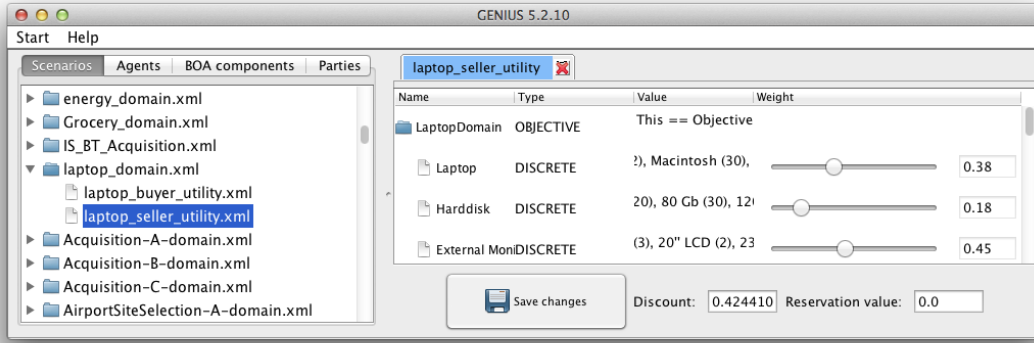 GENIUS 5.2.10
Start Help
Scenarios Agents BOA components Parties
energy_domain.xml
Grocery_domain.xml
IS_BT_Acquisition.xml
laptop_domain.xml
laptop_buyer_utility.xml
laptop_seller_utility.xml
Acquisition-A-domain.xml
Acquisition-B-domain.xml
Acquisition-C-domain.xml
AirportSiteSelection-A-domain.xml
laptop_seller_utility
Name Type Value Weight
LaptopDomain OBJECTIVE This == Objective
Laptop DISCRETE 2), Macintosh (30), 0.38
Harddisk DISCRETE 20), 80 Gb (30), 12 0.18
External Moni DISCRETE (3), 20" LCD (2), 23 0.45
Save changes Discount: 0.424410 Reservation value: 0.0